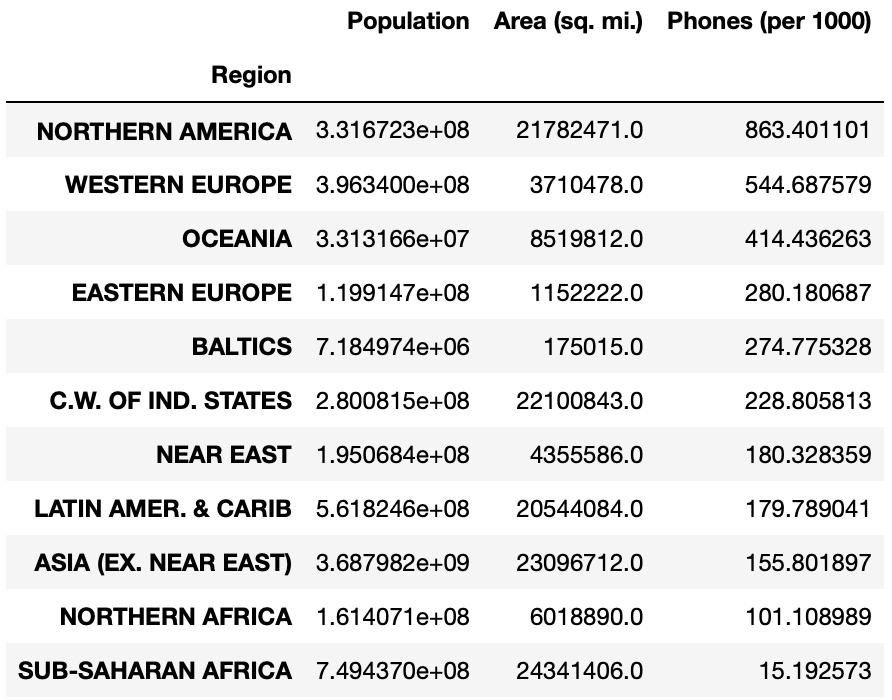 Population Area (sq. mi.) Phones (per 1000)
Region
NORTHERN AMERICA 3.316723e+08 21782471.0 863.401101
WESTERN EUROPE 3.963400e+08 3710478.0 544.687579
OCEANIA 3.313166e+07 8519812.0 414.436263
EASTERN EUROPE 1.199147e+08 1152222.0 280.180687
BALTICS 7.184974e+06 175015.0 274.775328
C.W. OF IND. STATES 2.800815e+08 22100843.0 228.805813
NEAR EAST 1.950684e+08 4355586.0 180.328359
LATIN AMER. & CARIB 5.618246e+08 20544084.0 179.789041
ASIA (EX. NEAR EAST) 3.687982e+09 23096712.0 155.801897
NORTHERN AFRICA 1.614071e+08 6018890.0 101.108989
SUB-SAHARAN AFRICA 7.494370e+08 24341406.0 15.192573